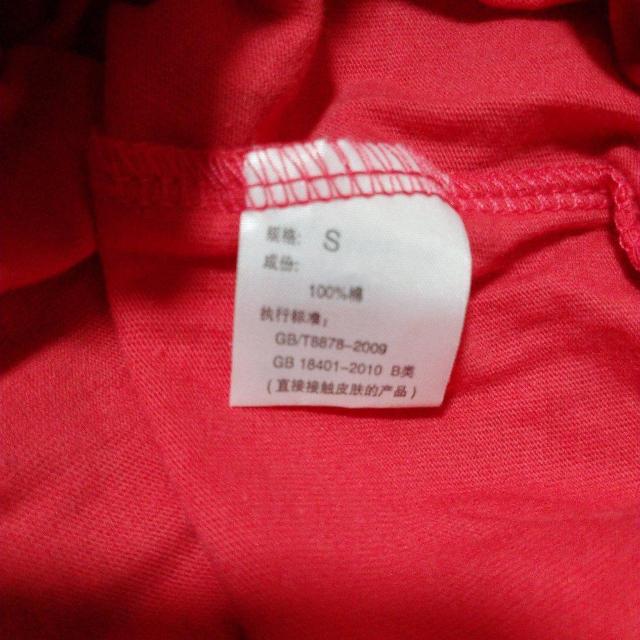 规格: S
成份:
100%棉
执行标准:
GB/T8878-2009
GB 18401-2010 B类
(直接接触皮肤的产品)